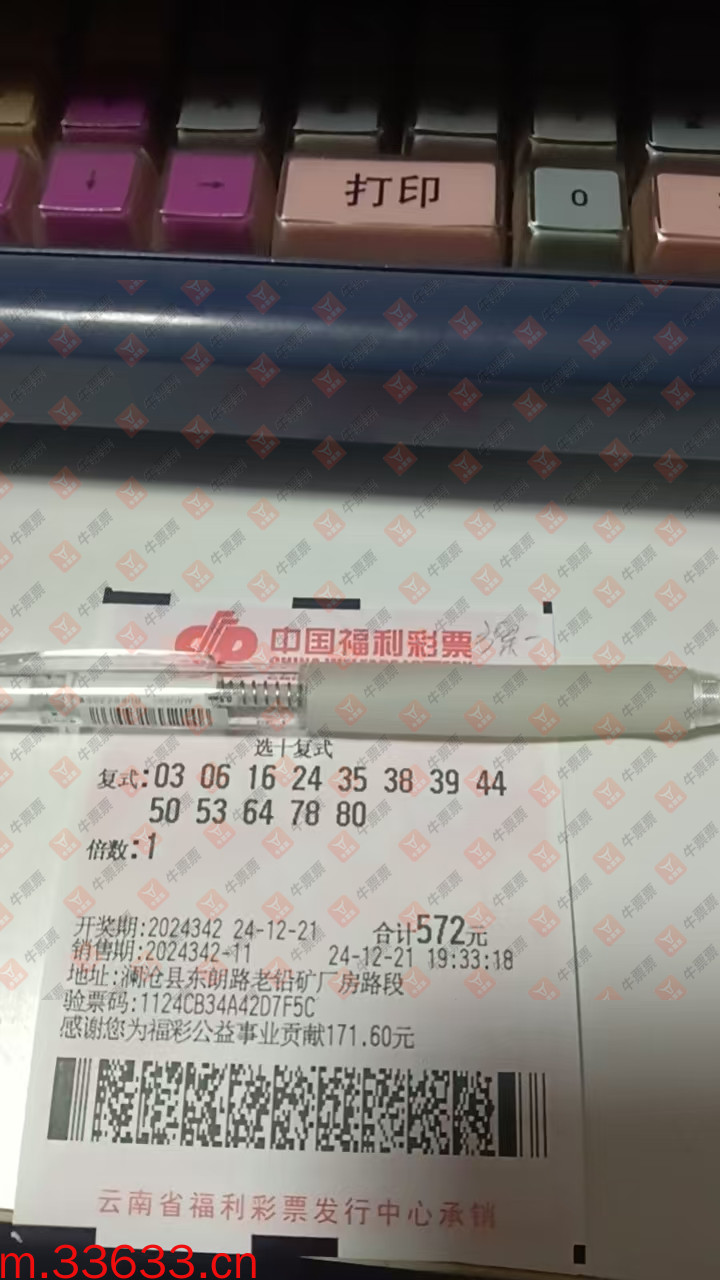 ↓ → 打印 0
中国福利彩票
选十复式
复式:03 06 16 24 35 38 39 44
50 53 64 78 80
倍数:1
开奖期:2024342 24-12-21 合计572元
销售期:2024342-11 24-12-21 19:33:18
地址:澜沧县东朗路老铅矿厂房路段
验票码:1124CB34A42D7F5C
感谢您为福彩公益事业贡献171.60元
云南省福利彩票发行中心承销
m.33633.cn
牛票票